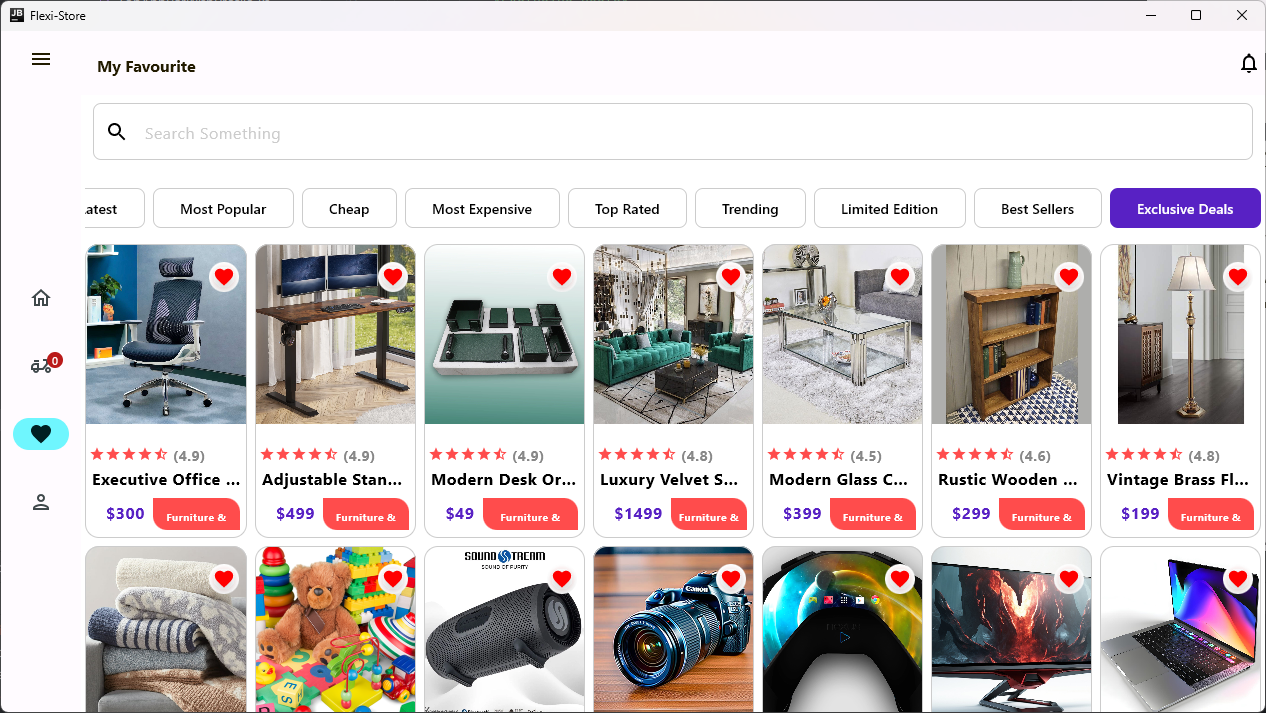 JB Flexi-Store
My Favourite
Search Something
atest
Most Popular
Cheap
Most Expensive
Top Rated
Trending
Limited Edition
Best Sellers
Exclusive Deals
0
(4.9)
(4.9)
(4.9)
(4.8)
(4.5)
(4.6)
(4.8)
Executive Office ...
Adjustable Stan...
Modern Desk Or...
Luxury Velvet S...
Modern Glass C...
Rustic Wooden ...
Vintage Brass Fl...
$300 Furniture &
$499 Furniture &
$49 Furniture &
$1499 Furniture &
$399 Furniture &
$299 Furniture &
$199 Furniture &
SOUND STREAM
SOUND OF PURITY
Canon